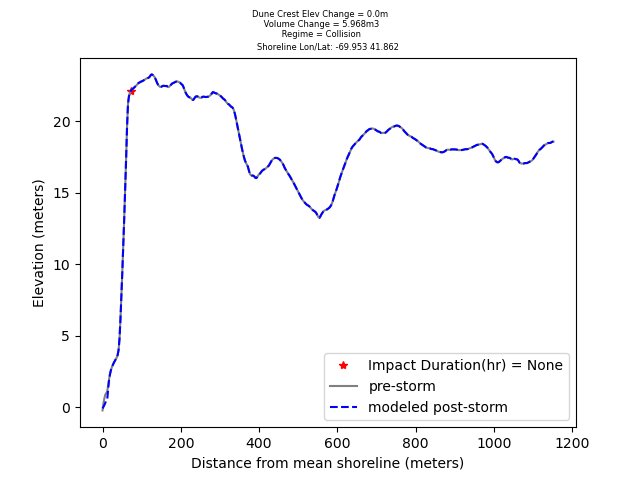 Dune Crest Elev Change = 0.0m
Volume Change = 5.968m3
Regime = Collision
Shoreline Lon/Lat: -69.953 41.862
Elevation (meters)
20
15
10
5
0
Impact Duration(hr) = None
pre-storm
modeled post-storm
0 200 400 600 800 1000 1200
Distance from mean shoreline (meters)